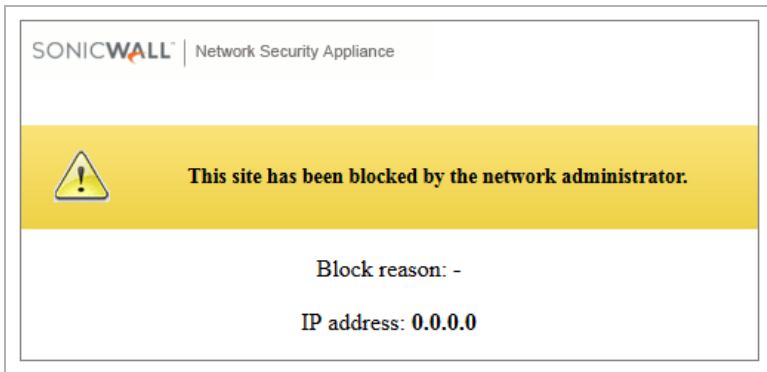 SONICWALL™ | Network Security Appliance
This site has been blocked by the network administrator.
Block reason: -
IP address: 0.0.0.0